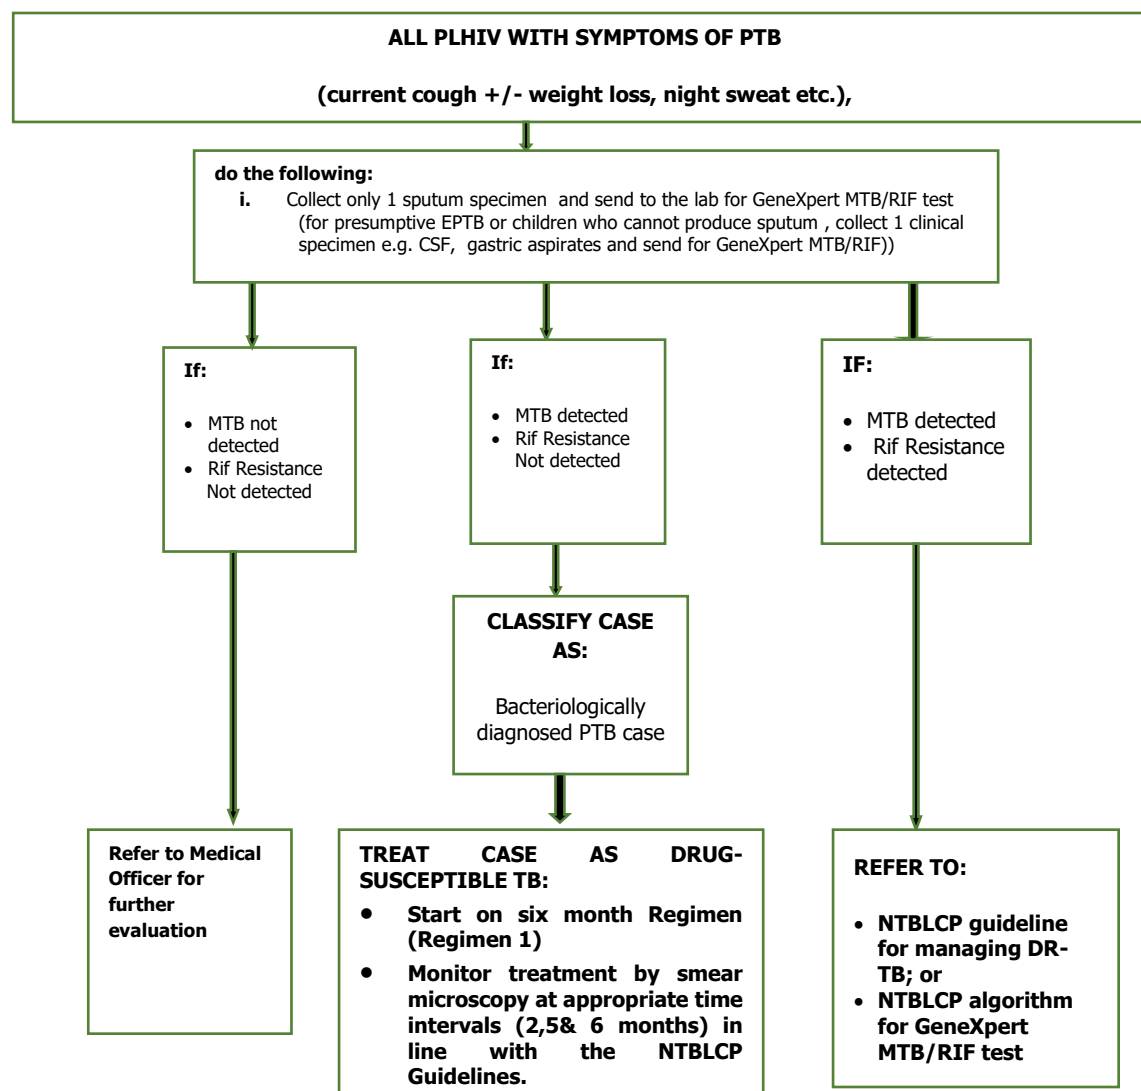 ALL PLHIV WITH SYMPTOMS OF PTB
(current cough +/- weight loss, night sweat etc.),
do the following:
i. Collect only 1 sputum specimen and send to the lab for GeneXpert MTB/RIF test
(for presumptive EPTB or children who cannot produce sputum , collect 1 clinical
specimen e.g. CSF, gastric aspirates and send for GeneXpert MTB/RIF))
If:
• MTB not
detected
• Rif Resistance
Not detected
If:
• MTB detected
• Rif Resistance
Not detected
IF:
• MTB detected
• Rif Resistance
detected
CLASSIFY CASE
AS:
Bacteriologically
diagnosed PTB case
Refer to Medical
Officer for
further
evaluation
TREAT CASE AS DRUG-
SUSCEPTIBLE TB:
• Start on six month Regimen
(Regimen 1)
• Monitor treatment by smear
microscopy at appropriate time
intervals (2,5& 6 months) in
line with the NTBLCP
Guidelines.
REFER TO:
• NTBLCP guideline
for managing DR-
TB; or
• NTBLCP algorithm
for GeneXpert
MTB/RIF test